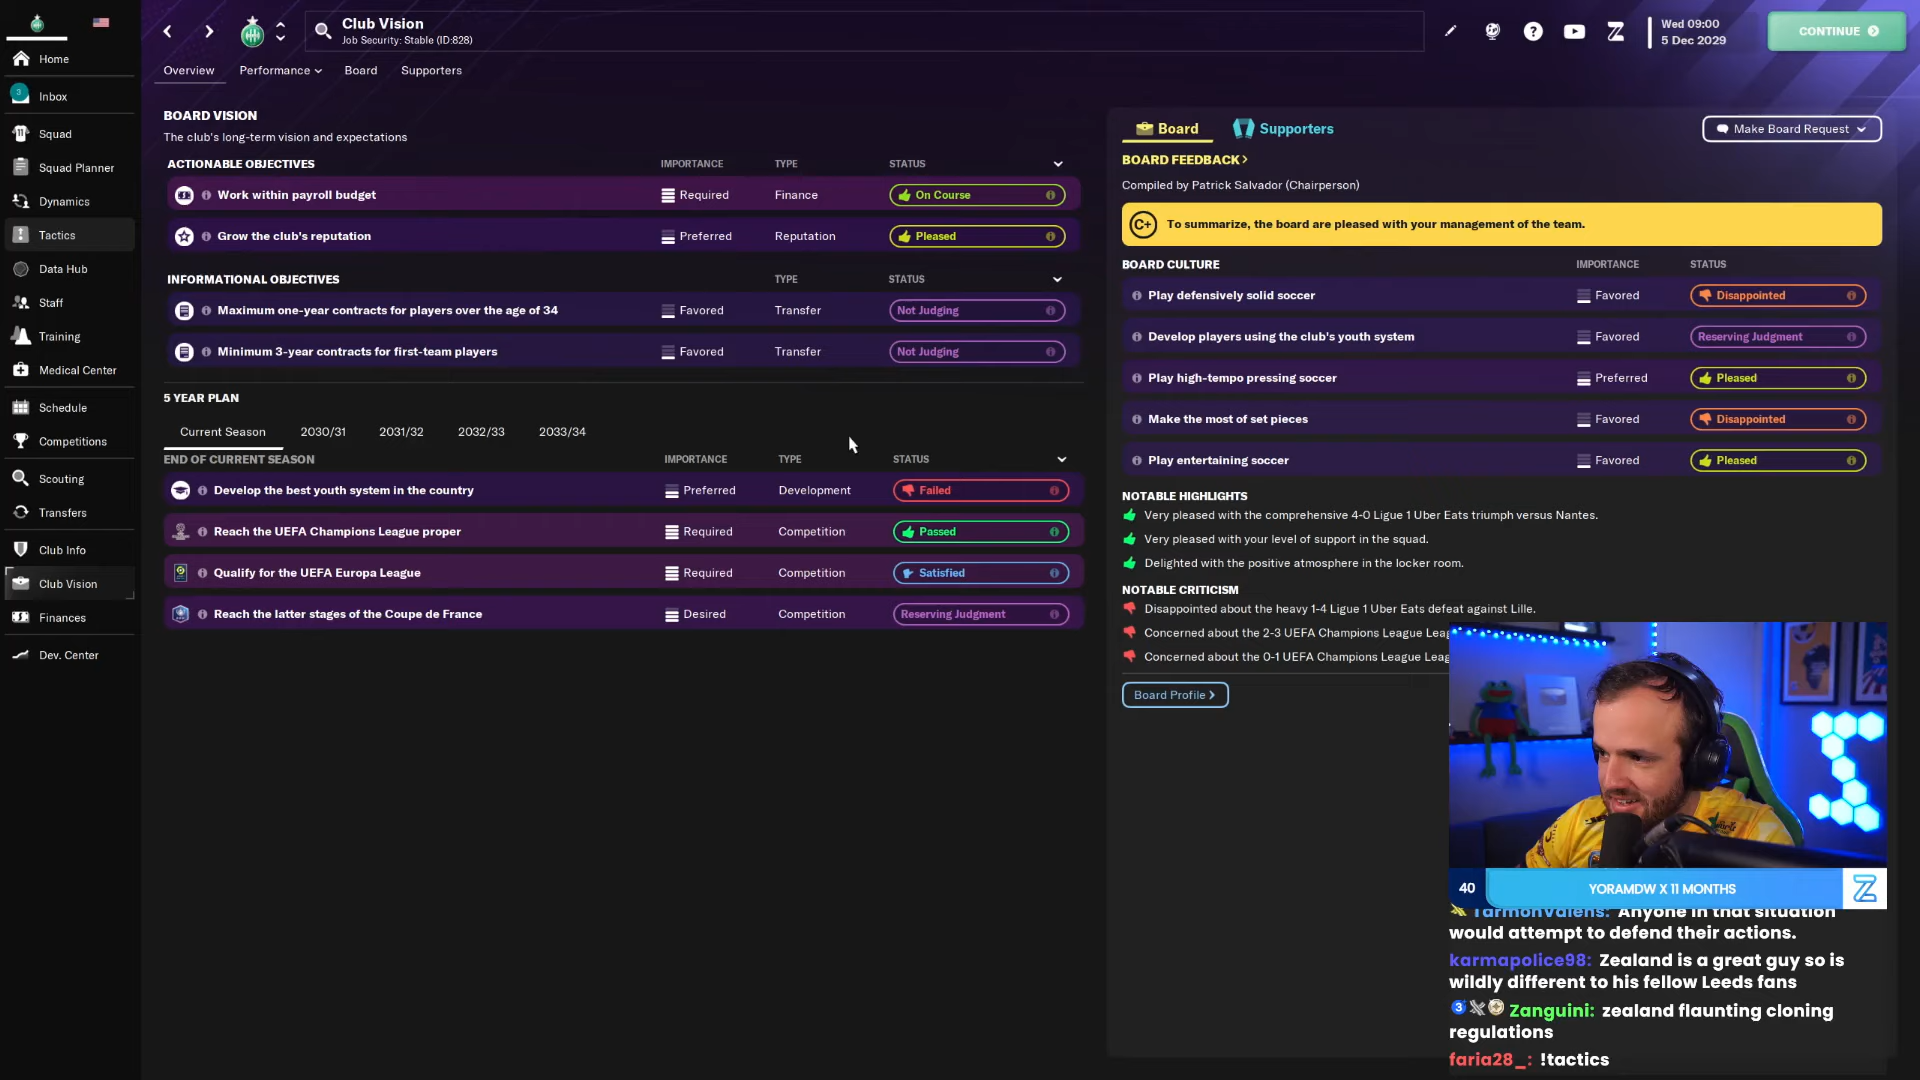 Club Vision
Job Security: Stable (ID:828)
Wed 09:00
5 Dec 2029
CONTINUE
Home
3
Inbox
Squad
Squad Planner
Dynamics
Tactics
Data Hub
Staff
Training
Medical Center
Schedule
Competitions
Scouting
Transfers
Club Info
Club Vision
Finances
Dev. Center
Overview Performance Board Supporters
BOARD VISION
The club's long-term vision and expectations
ACTIONABLE OBJECTIVES IMPORTANCE TYPE STATUS
Work within payroll budget Required Finance On Course
Grow the club's reputation Preferred Reputation Pleased
INFORMATIONAL OBJECTIVES TYPE STATUS
Maximum one-year contracts for players over the age of 34 Favored Transfer Not Judging
Minimum 3-year contracts for first-team players Favored Transfer Not Judging
5 YEAR PLAN
Current Season 2030/31 2031/32 2032/33 2033/34
END OF CURRENT SEASON IMPORTANCE TYPE STATUS
Develop the best youth system in the country Preferred Development Failed
Reach the UEFA Champions League proper Required Competition Passed
Qualify for the UEFA Europa League Required Competition Satisfied
Reach the latter stages of the Coupe de France Desired Competition Reserving Judgment
Board Supporters Make Board Request
BOARD FEEDBACK
Compiled by Patrick Salvador (Chairperson)
C+ To summarize, the board are pleased with your management of the team.
BOARD CULTURE IMPORTANCE STATUS
Play defensively solid soccer Favored Disappointed
Develop players using the club's youth system Favored Reserving Judgment
Play high-tempo pressing soccer Preferred Pleased
Make the most of set pieces Favored Disappointed
Play entertaining soccer Favored Pleased
NOTABLE HIGHLIGHTS
Very pleased with the comprehensive 4-0 Ligue 1 Uber Eats triumph versus Nantes.
Very pleased with your level of support in the squad.
Delighted with the positive atmosphere in the locker room.
NOTABLE CRITICISM
Disappointed about the heavy 1-4 Ligue 1 Uber Eats defeat against Lille.
Concerned about the 2-3 UEFA Champions League Leag
Concerned about the 0-1 UEFA Champions League Leag
Board Profile
40 YORAMDW X 11 MONTHS Z
TarmonValens: Anyone in that situation
would attempt to defend their actions.
karmapolice98: Zealand is a great guy so is
wildly different to his fellow Leeds fans
3 Zanguini: zealand flaunting cloning
regulations
faria28_: !tactics